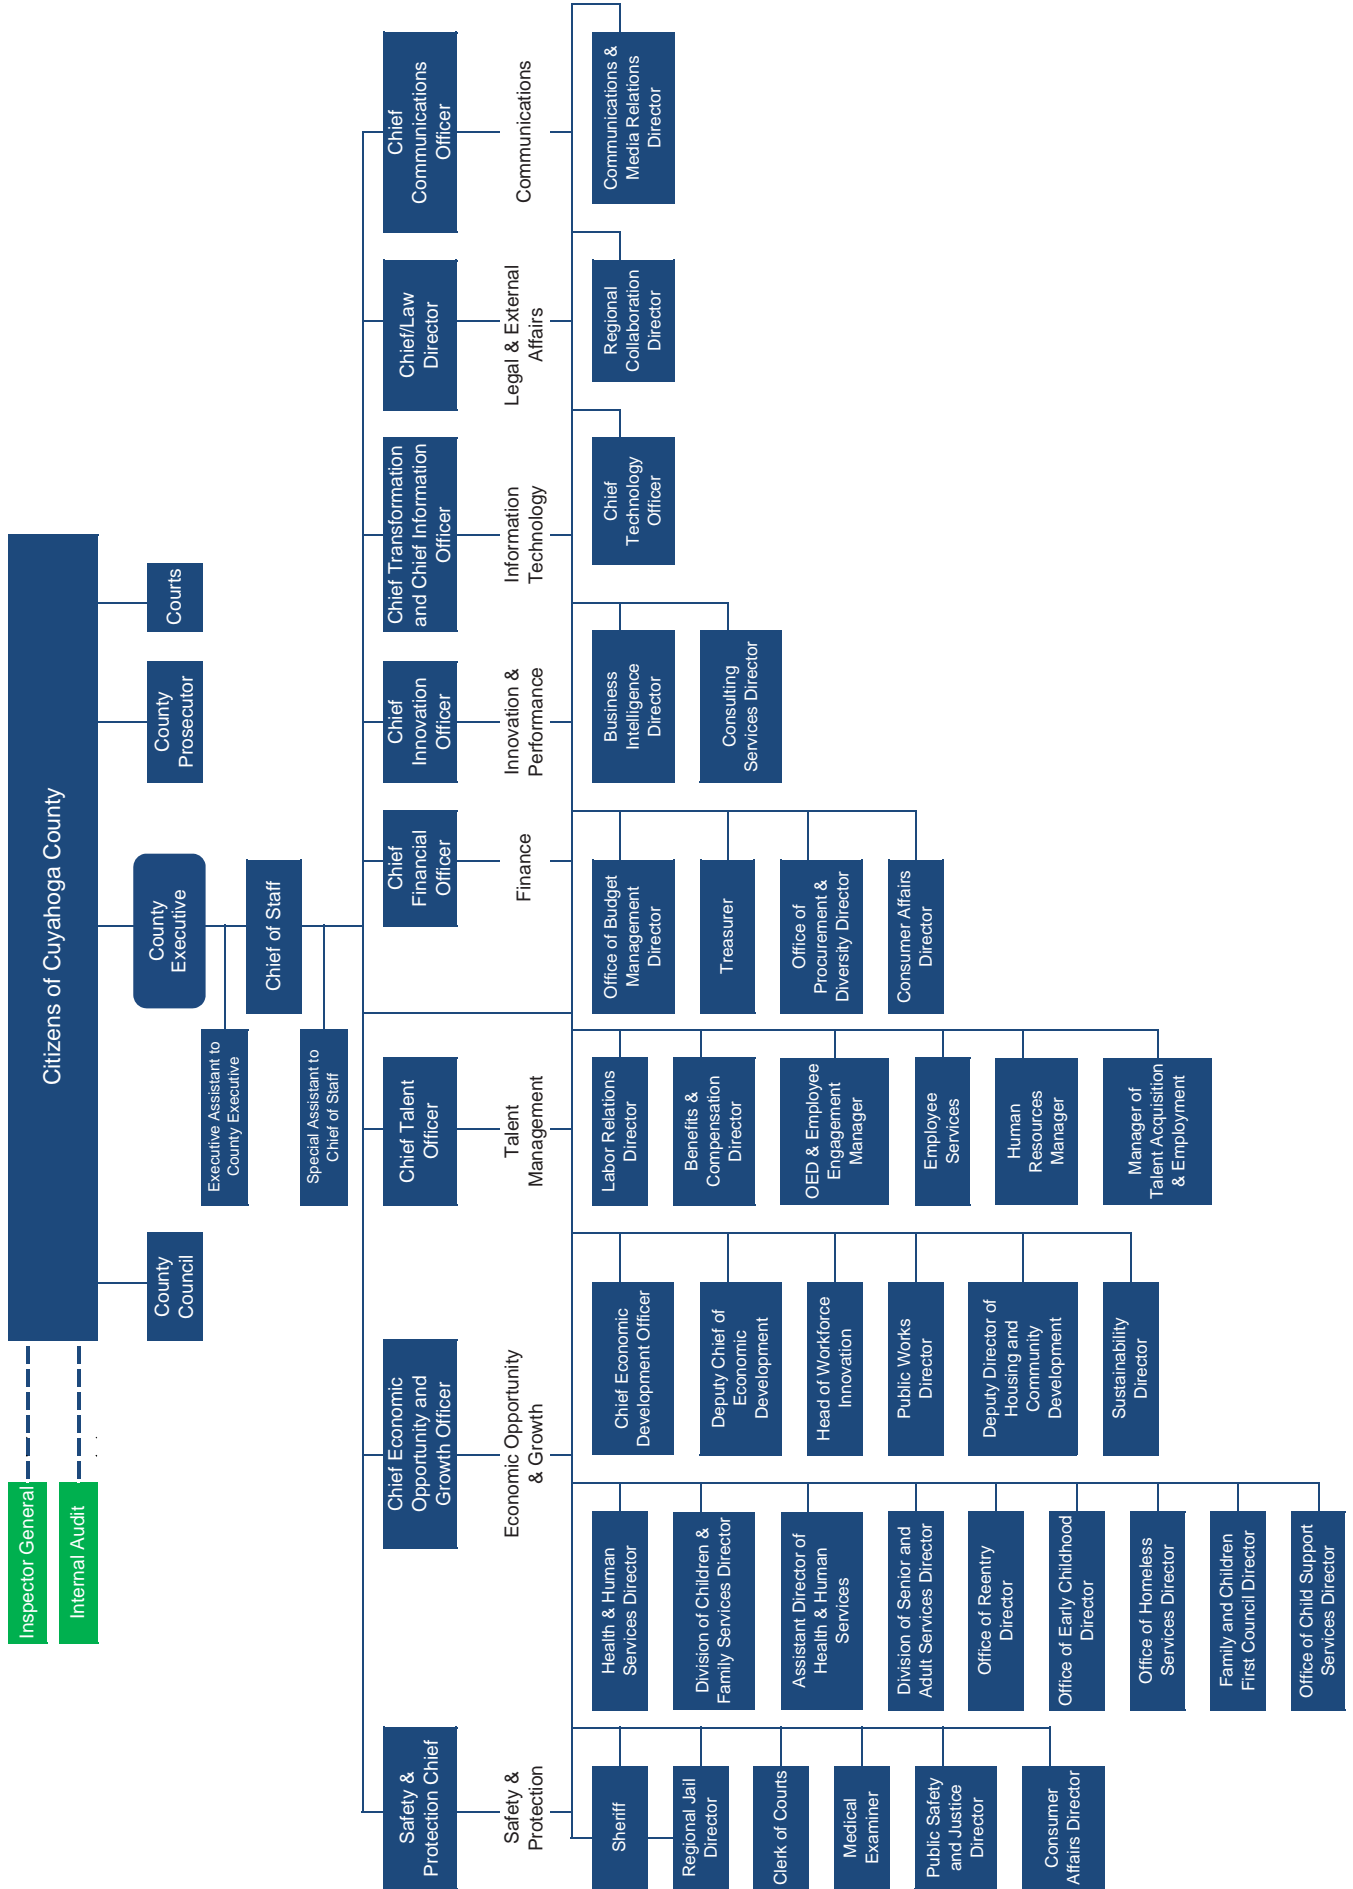 Inspector General
Internal Audit
Citizens of Cuyahoga County
County
Council
County
Executive
County
Prosecutor
Courts
Executive Assistant to
County Executive
Chief of Staff
Special Assistant to
Chief of Staff
Safety &
Protection Chief
Chief Economic
Opportunity and
Growth Officer
Chief Talent
Officer
Chief
Financial
Officer
Chief
Innovation
Officer
Chief Transformation
and Chief Information
Officer
Chief/Law
Director
Chief
Communications
Officer
Safety &
Protection
Economic Opportunity
& Growth
Talent
Management
Finance
Innovation &
Performance
Information
Technology
Legal & External
Affairs
Communications
Sheriff
Regional Jail
Director
Clerk of Courts
Medical
Examiner
Public Safety
and Justice
Director
Consumer
Affairs Director
Health & Human
Services Director
Division of Children &
Family Services Director
Assistant Director of
Health & Human
Services
Division of Senior and
Adult Services Director
Office of Reentry
Director
Office of Early Childhood
Director
Office of Homeless
Services Director
Family and Children
First Council Director
Office of Child Support
Services Director
Chief Economic
Development Officer
Deputy Chief of
Economic
Development
Head of Workforce
Innovation
Public Works
Director
Deputy Director of
Housing and
Community
Development
Sustainability
Director
Labor Relations
Director
Benefits &
Compensation
Director
OED & Employee
Engagement
Manager
Employee
Services
Human
Resources
Manager
Manager of
Talent Acquisition
& Employment
Office of Budget
Management
Director
Treasurer
Office of
Procurement &
Diversity Director
Consumer Affairs
Director
Business
Intelligence
Director
Consulting
Services Director
Chief
Technology
Officer
Regional
Collaboration
Director
Communications &
Media Relations
Director